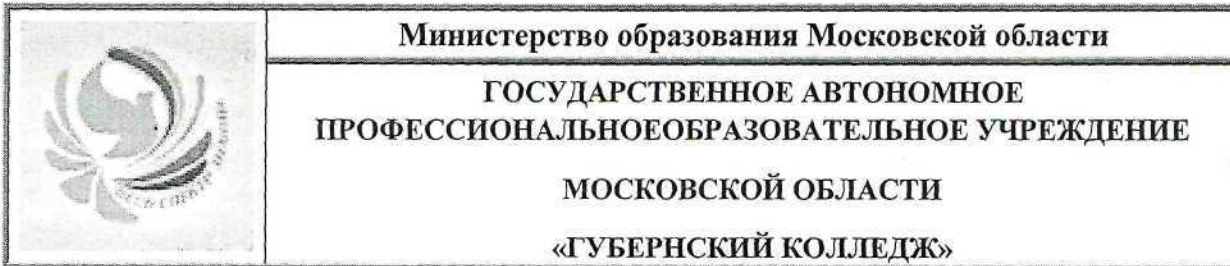 Министерство образования Московской области
ГОСУДАРСТВЕННОЕ АВТОНОМНОЕ
ПРОФЕССИОНАЛЬНОЕОБРАЗОВАТЕЛЬНОЕ УЧРЕЖДЕНИЕ
МОСКОВСКОЙ ОБЛАСТИ
«ГУБЕРНСКИЙ КОЛЛЕДЖ»